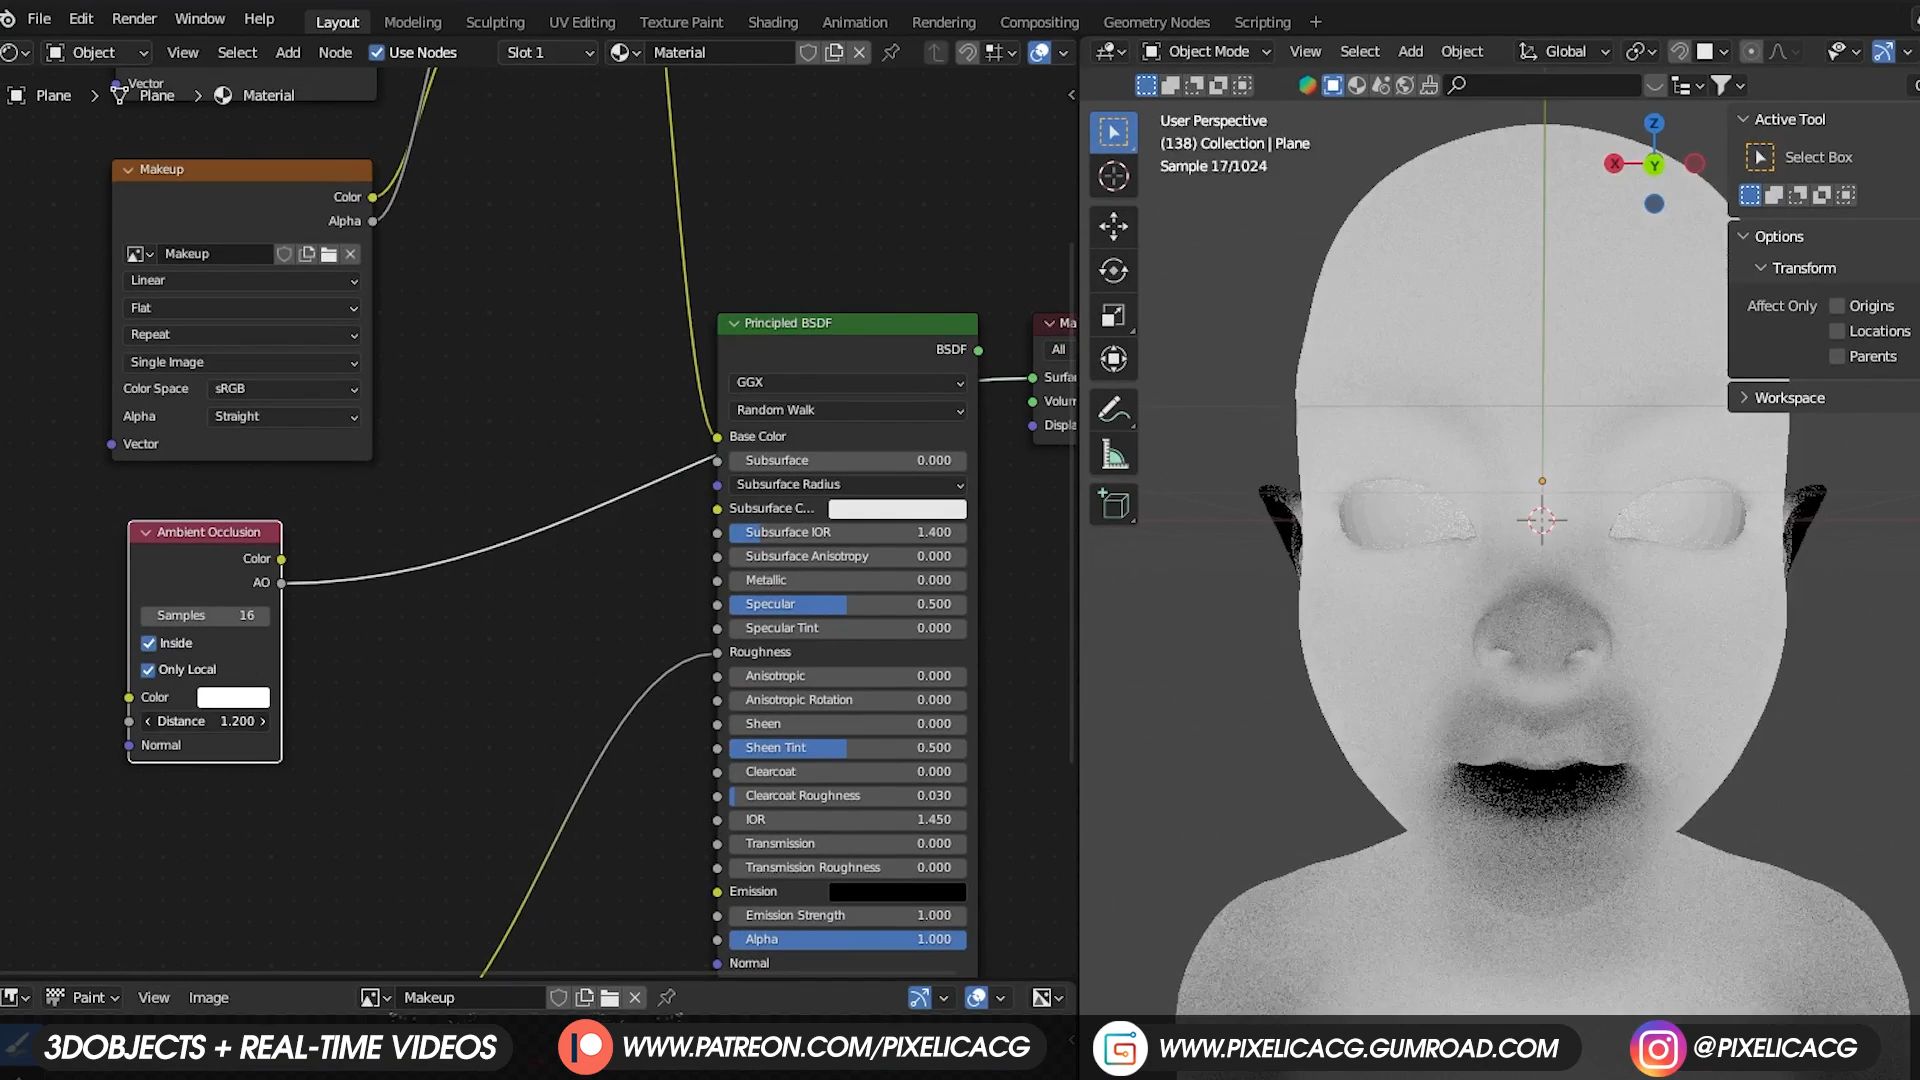 File Edit Render Window Help Layout Modeling Sculpting UV Editing Texture Paint Shading Animation Rendering Compositing Geometry Nodes Scripting +
Object View Select Add Node Use Nodes Slot 1 Material
Object Mode View Select Add Object Global
Vector
Plane > Plane > Material
Makeup
Color
Alpha
Makeup
Linear
Flat
Repeat
Single Image
Color Space sRGB
Alpha Straight
Vector
Ambient Occlusion
Color
AO
Samples 16
Inside
Only Local
Color
Distance 1.200
Normal
Principled BSDF
BSDF
GGX
Random Walk
Base Color
Subsurface 0.000
Subsurface Radius
Subsurface C...
Subsurface IOR 1.400
Subsurface Anisotropy 0.000
Metallic 0.000
Specular 0.500
Specular Tint 0.000
Roughness
Anisotropic 0.000
Anisotropic Rotation 0.000
Sheen 0.000
Sheen Tint 0.500
Clearcoat 0.000
Clearcoat Roughness 0.030
IOR 1.450
Transmission 0.000
Transmission Roughness 0.000
Emission
Emission Strength 1.000
Alpha 1.000
Normal
Ma
All
Surfa
Volum
Displa
User Perspective
(138) Collection | Plane
Sample 17/1024
Z
X
Y
Active Tool
Select Box
Options
Transform
Affect Only Origins
Locations
Parents
Workspace
Paint View Image Makeup
3DOBJECTS + REAL-TIME VIDEOS WWW.PATREON.COM/PIXELICACG WWW.PIXELICACG.GUMROAD.COM @PIXELICACG